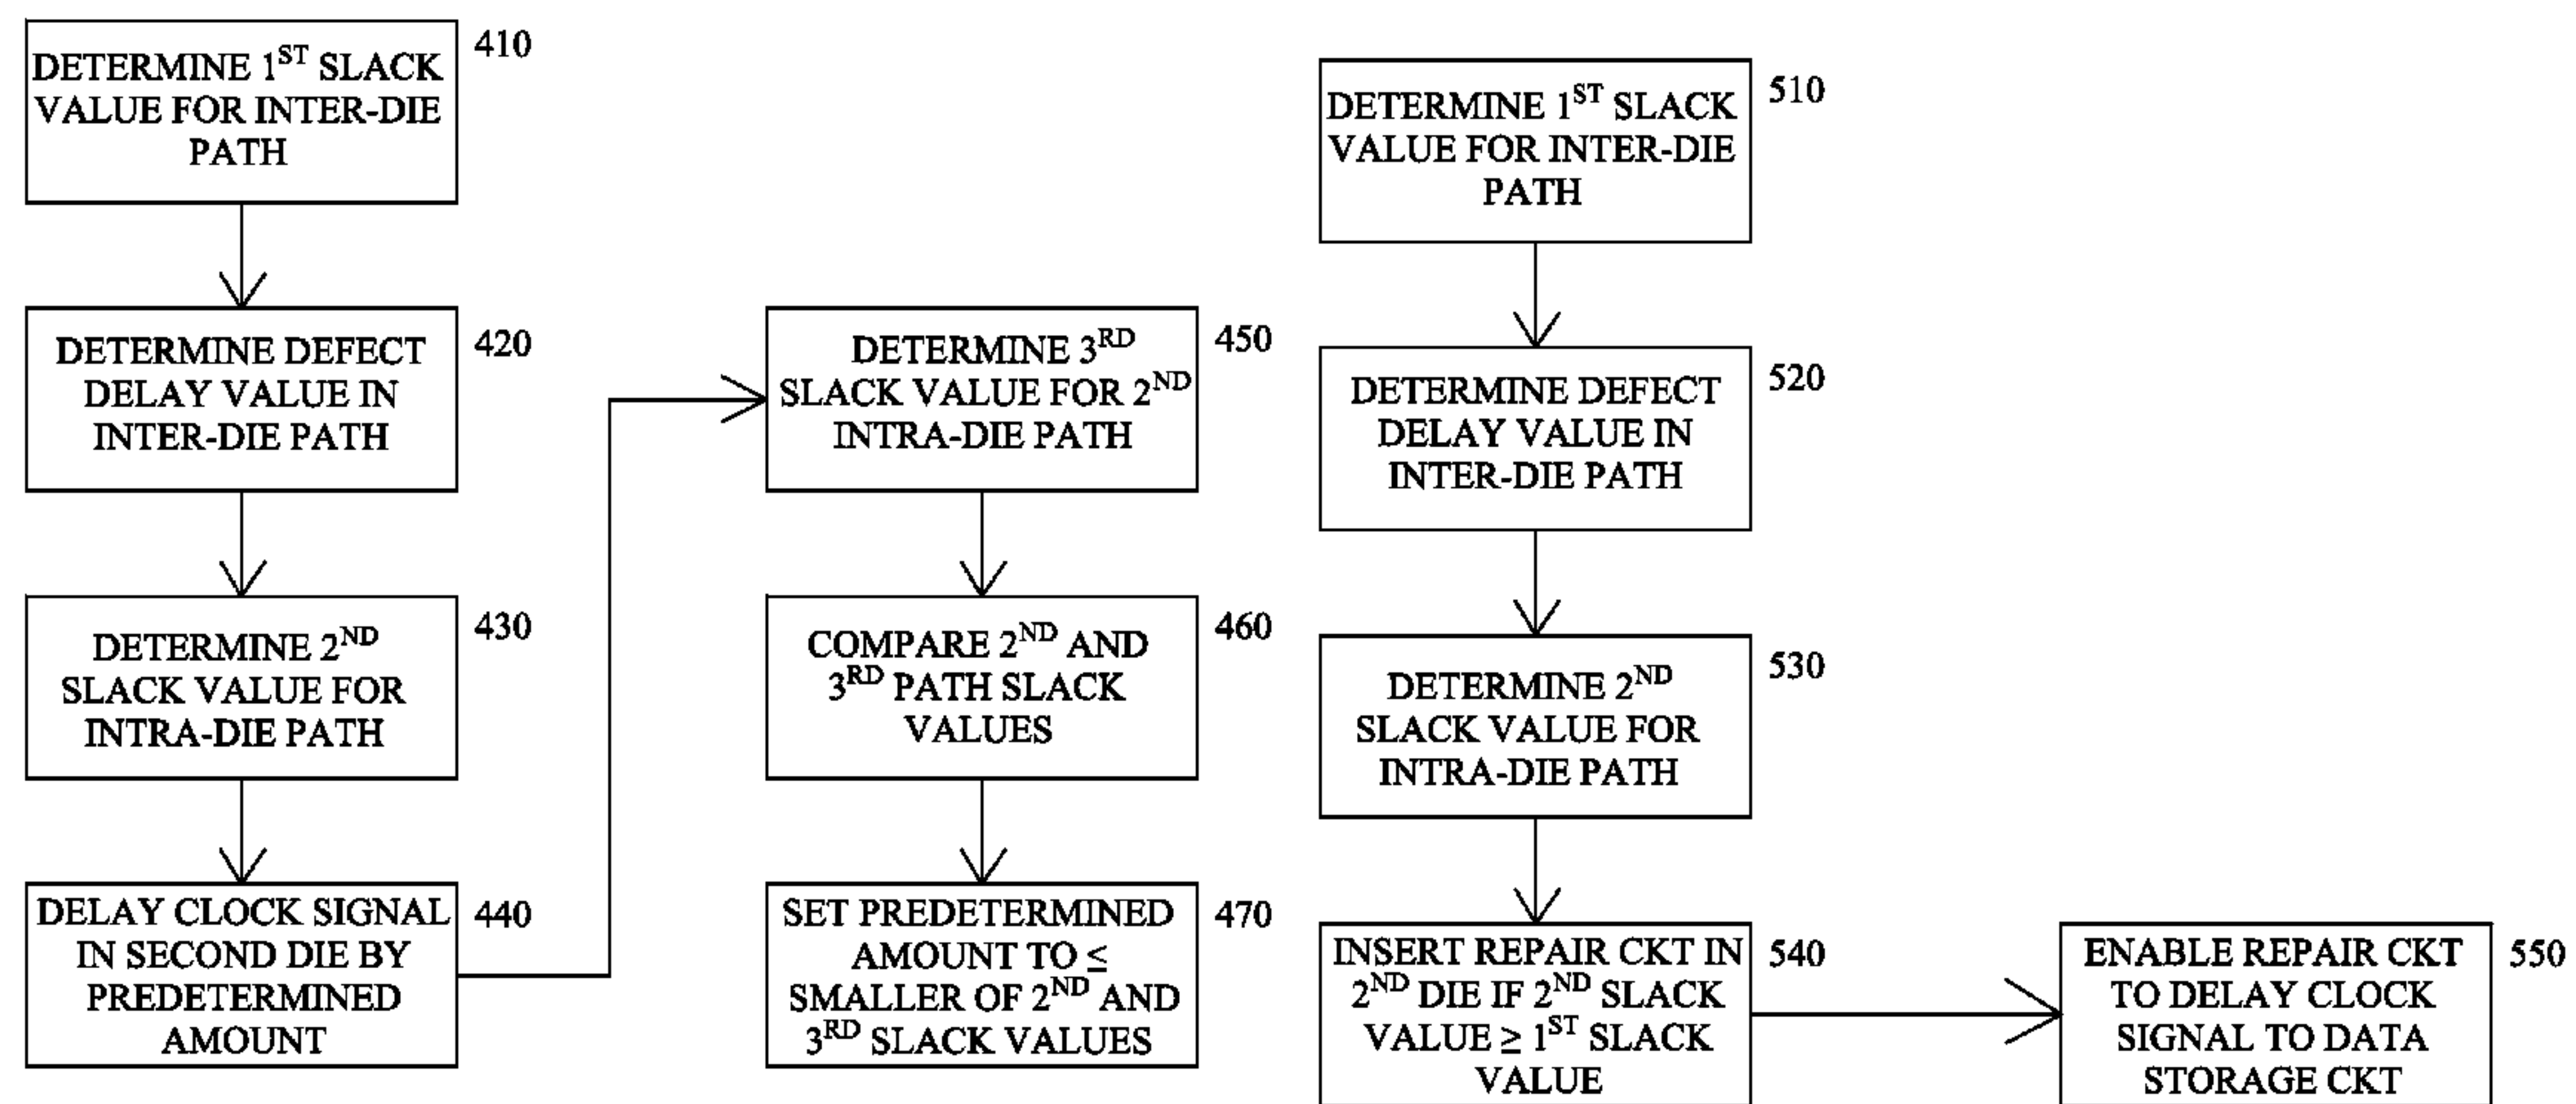 DETERMINE 1ST SLACK
VALUE FOR INTER-DIE
PATH
410
DETERMINE DEFECT
DELAY VALUE IN
INTER-DIE PATH
420
DETERMINE 2ND
SLACK VALUE FOR
INTRA-DIE PATH
430
DELAY CLOCK SIGNAL
IN SECOND DIE BY
PREDETERMINED
AMOUNT
440
DETERMINE 3RD
SLACK VALUE FOR 2ND
INTRA-DIE PATH
450
COMPARE 2ND AND
3RD PATH SLACK
VALUES
460
SET PREDETERMINED
AMOUNT TO ≤
SMALLER OF 2ND AND
3RD SLACK VALUES
470
DETERMINE 1ST SLACK
VALUE FOR INTER-DIE
PATH
510
DETERMINE DEFECT
DELAY VALUE IN
INTER-DIE PATH
520
DETERMINE 2ND
SLACK VALUE FOR
INTRA-DIE PATH
530
INSERT REPAIR CKT IN
2ND DIE IF 2ND SLACK
VALUE ≥ 1ST SLACK
VALUE
540
ENABLE REPAIR CKT
TO DELAY CLOCK
SIGNAL TO DATA
STORAGE CKT
550